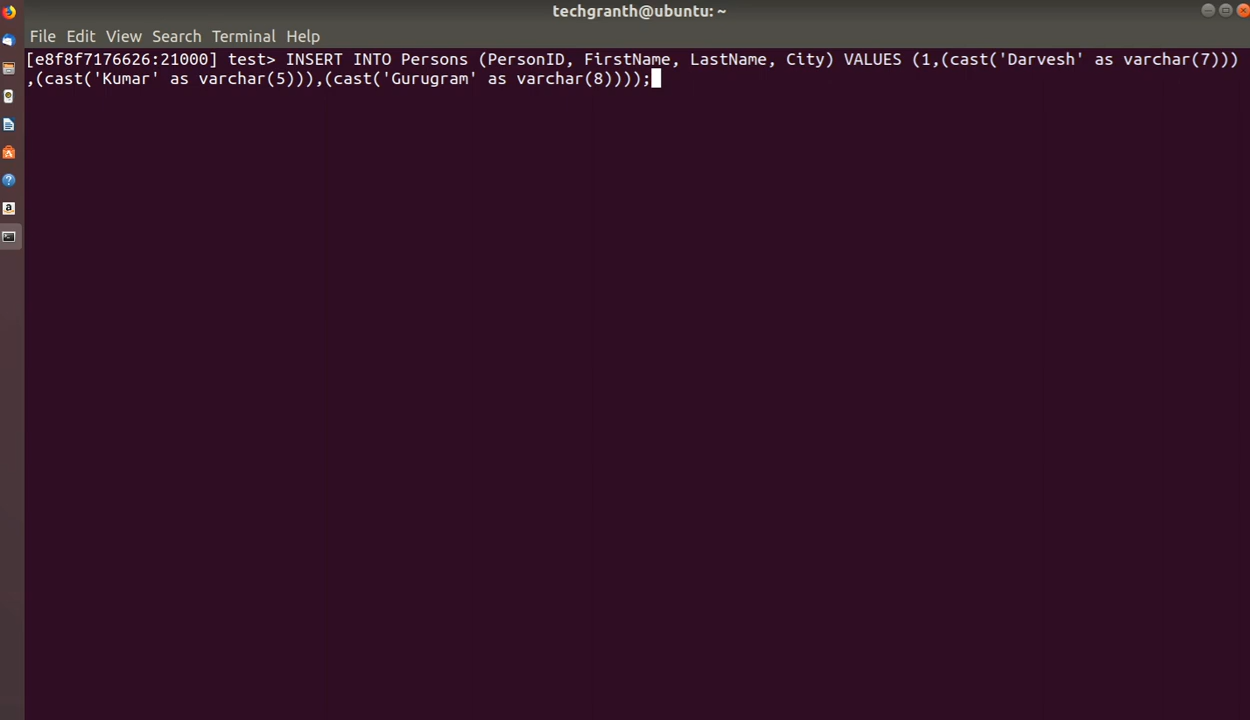 techgranth@ubuntu: ~
File Edit View Search Terminal Help
[e8f8f7176626:21000] test> INSERT INTO Persons (PersonID, FirstName, LastName, City) VALUES (1,(cast('Darvesh' as varchar(7)))
,(cast('Kumar' as varchar(5))),(cast('Gurugram' as varchar(8))));